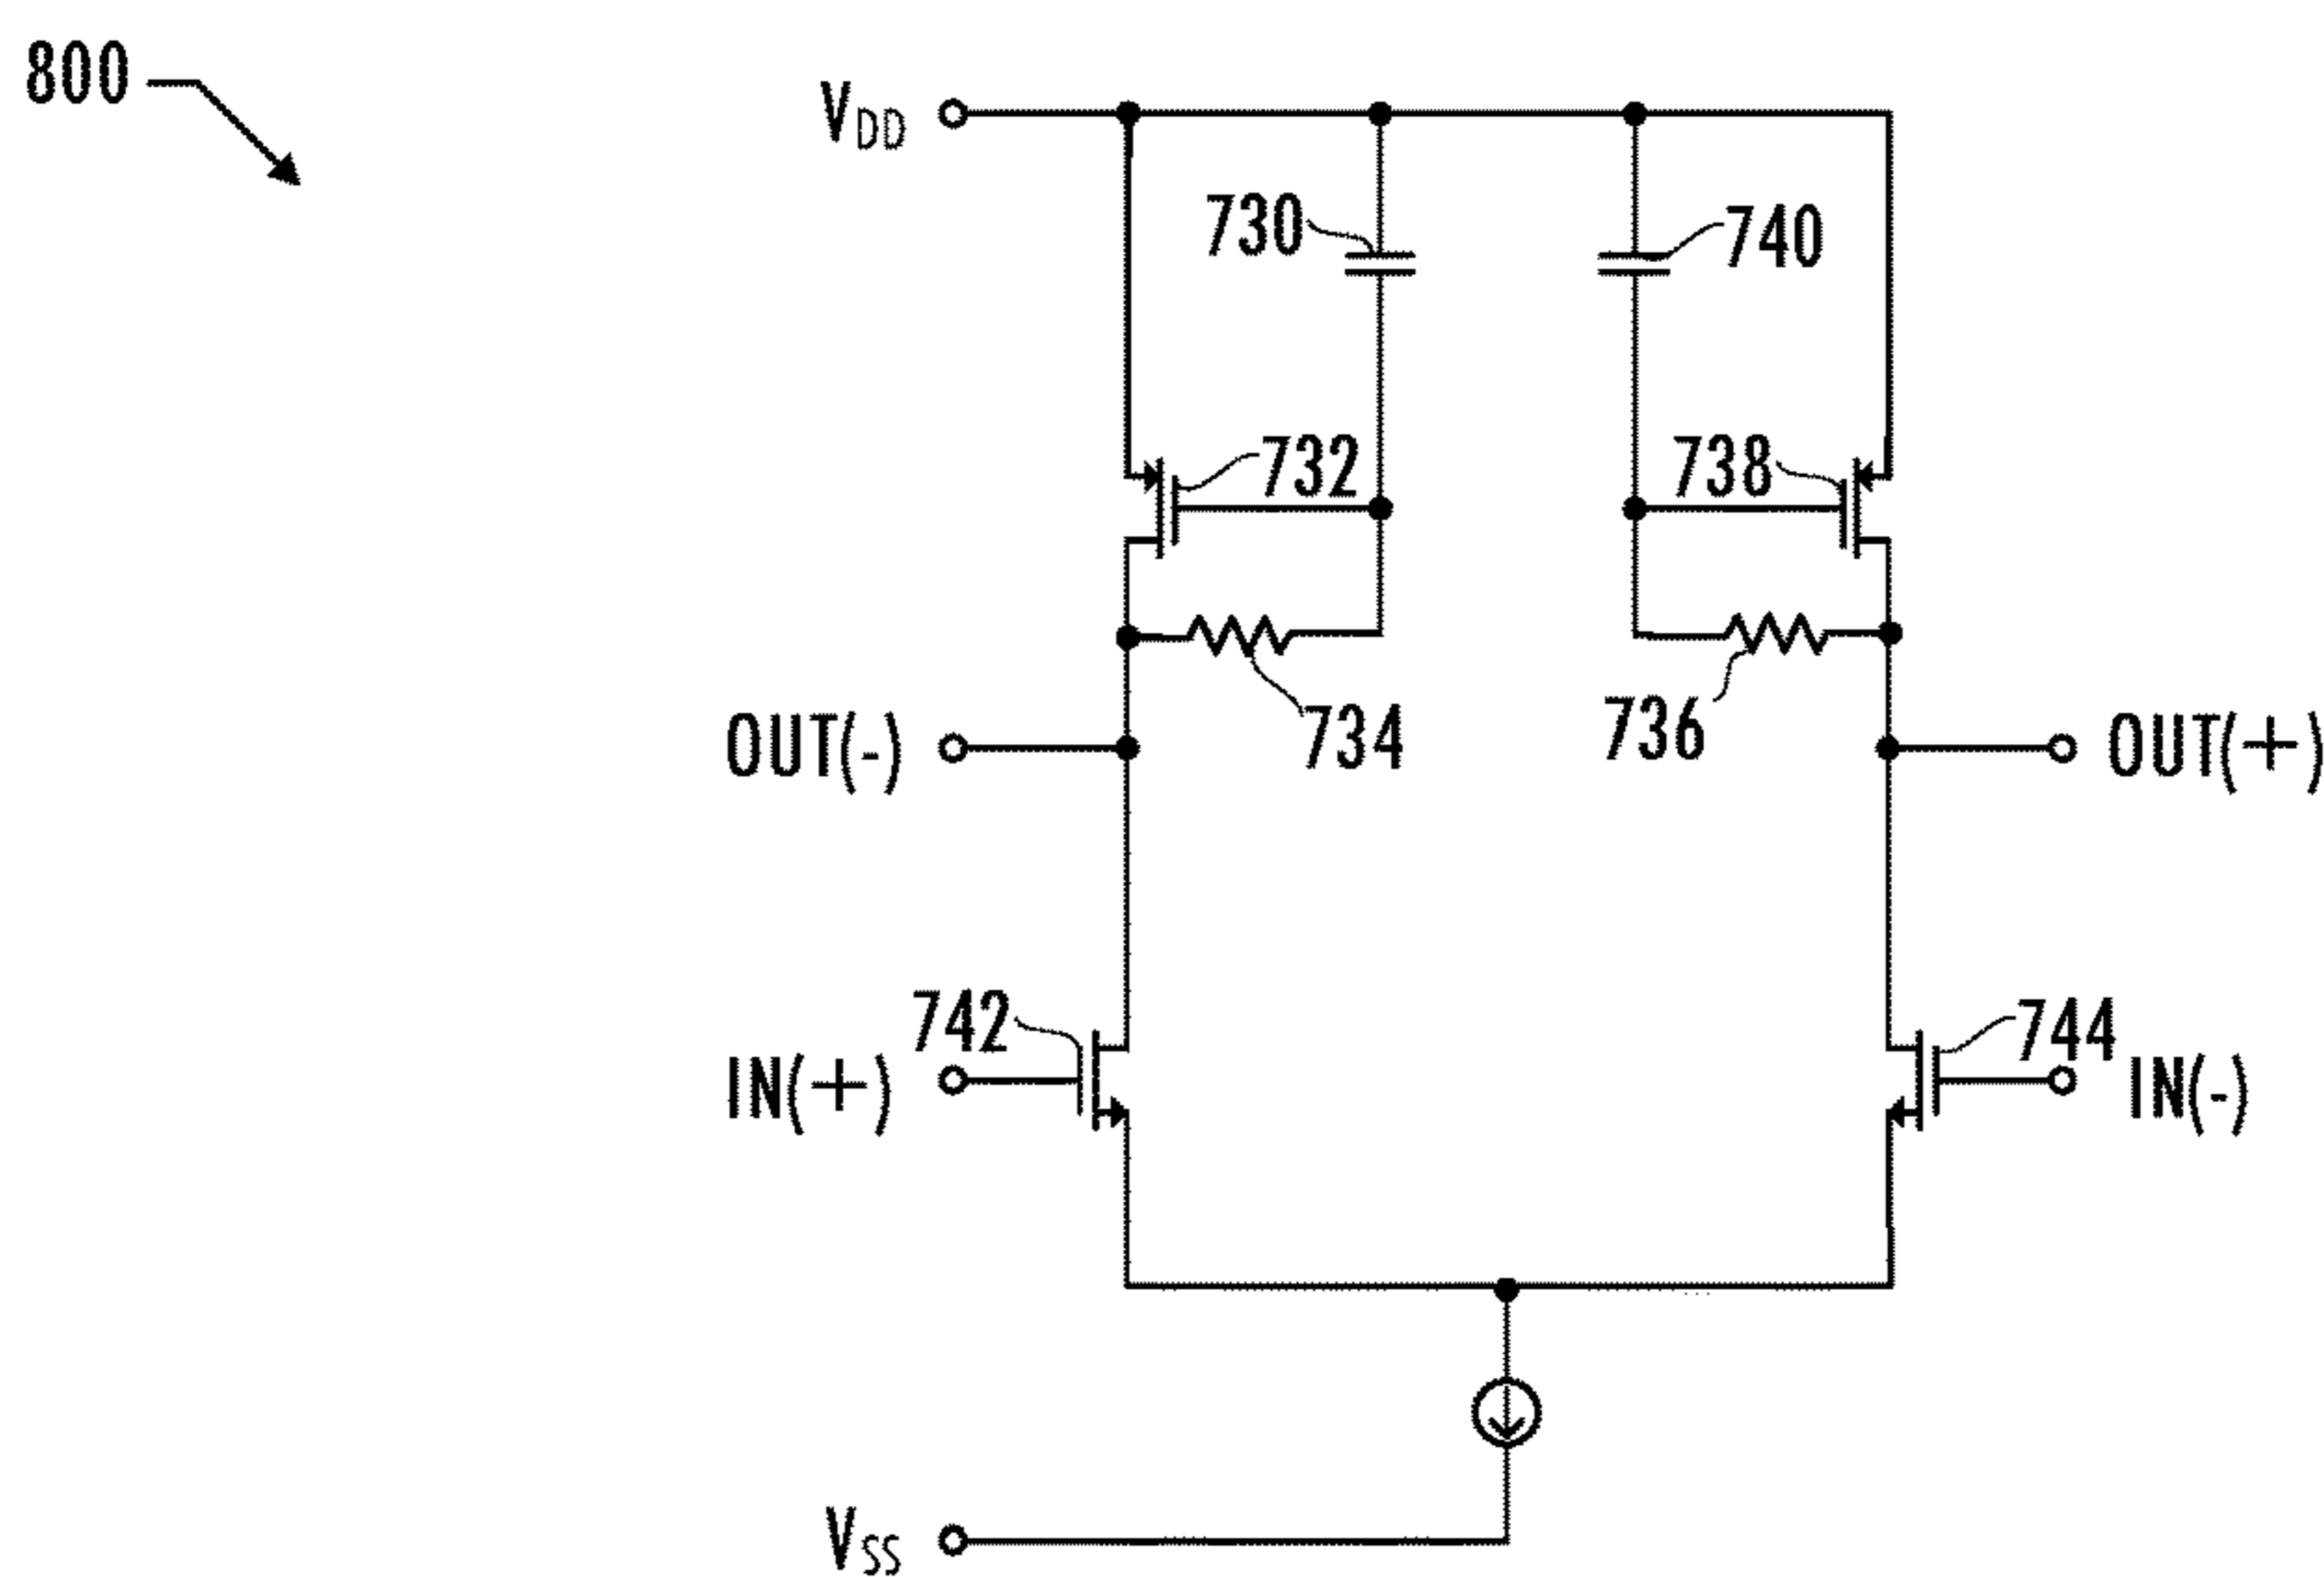 800
VDD
730
740
732
738
734
736
OUT(-)
OUT(+)
742
744
IN(+)
IN(-)
VSS